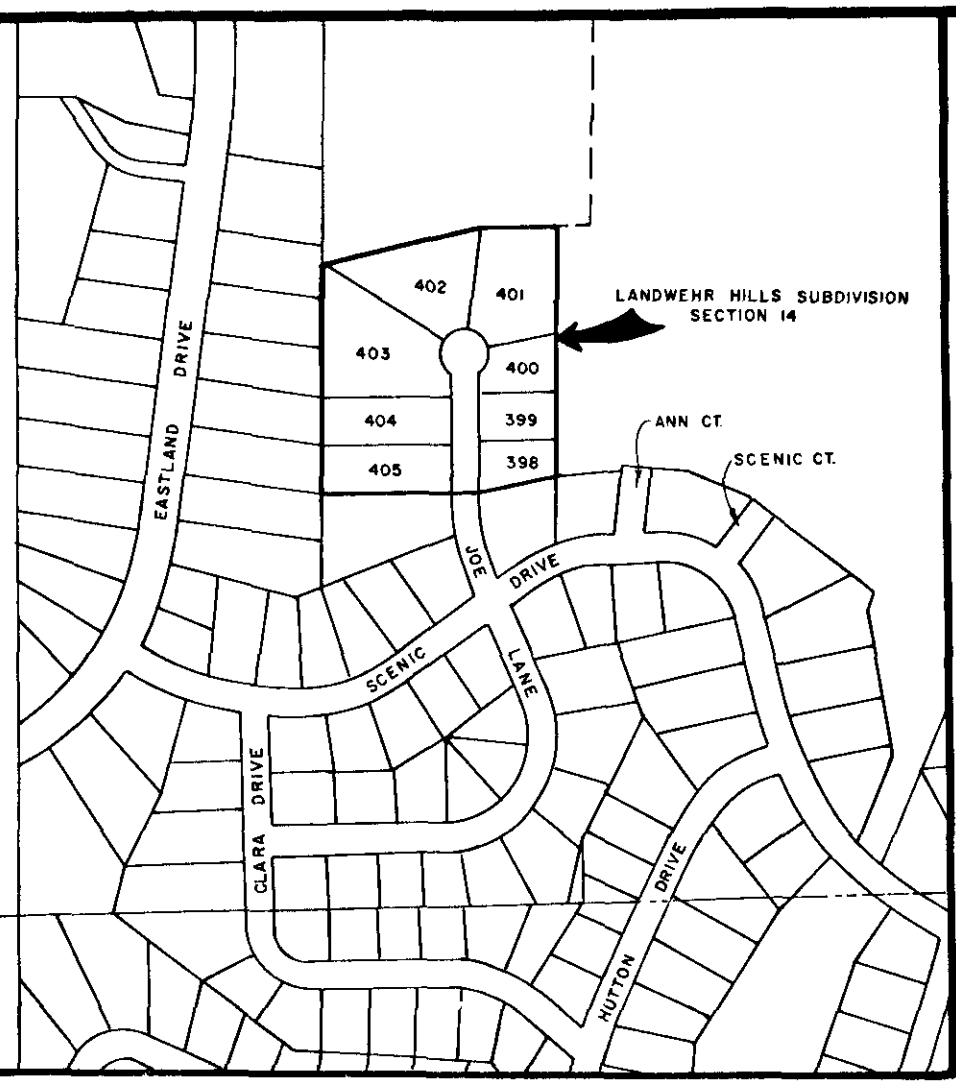 402
401
LANDWEHR HILLS SUBDIVISION
SECTION 14
403
400
EASTLAND DRIVE
404
399
ANN CT.
405
398
SCENIC CT.
JOE LANE
SCENIC DRIVE
CLARA DRIVE
HUTTON DRIVE